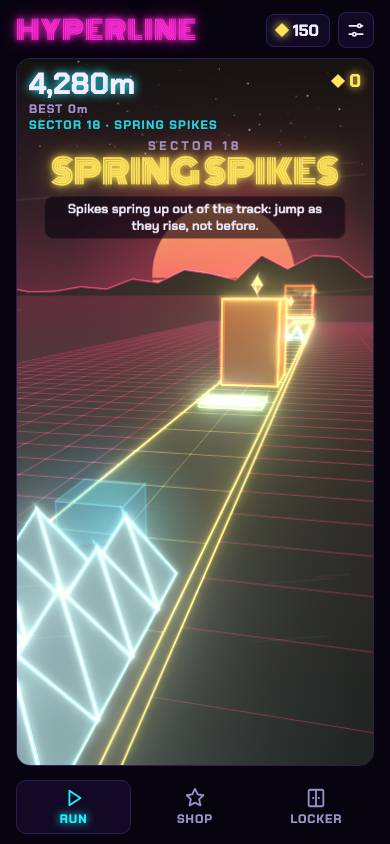 HYPERLINE
150
4,280m
0
BEST 0m
SECTOR 18 · SPRING SPIKES
SECTOR 18
SPRING SPIKES
Spikes spring up out of the track: jump as
they rise, not before.
RUN
SHOP
LOCKER